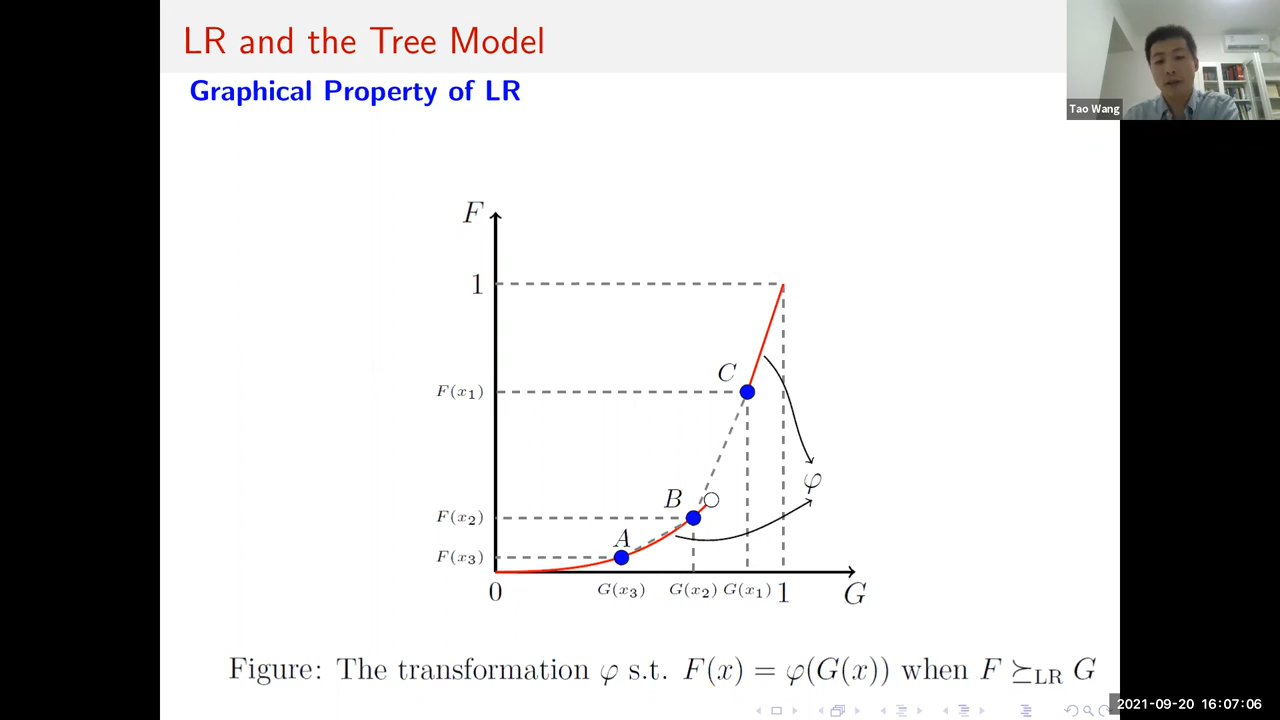 LR and the Tree Model
Graphical Property of LR
Tao Wang
F
1
C
F(x₁)
φ
B
F(x₂)
A
F(x₃)
0
G(x₃)
G(x₂)
G(x₁)
1
G
Figure: The transformation φ s.t. F(x) = φ(G(x)) when F ⪰LR G
2021-09-20 16:07:06